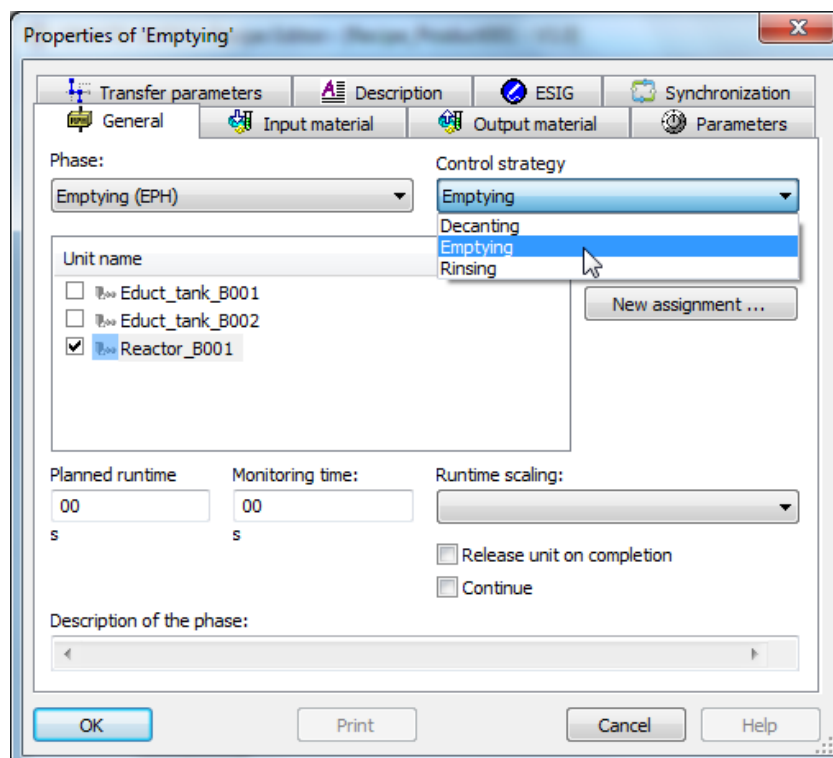 Properties of 'Emptying'
Transfer parameters Description ESIG Synchronization
General Input material Output material Parameters
Phase: Control strategy
Emptying (EPH) Emptying
Decanting
Emptying
Rinsing
Unit name
Educt_tank_B001
Educt_tank_B002
Reactor_B001
New assignment ...
Planned runtime Monitoring time: Runtime scaling:
00 00
s s
Release unit on completion
Continue
Description of the phase:
OK Print Cancel Help